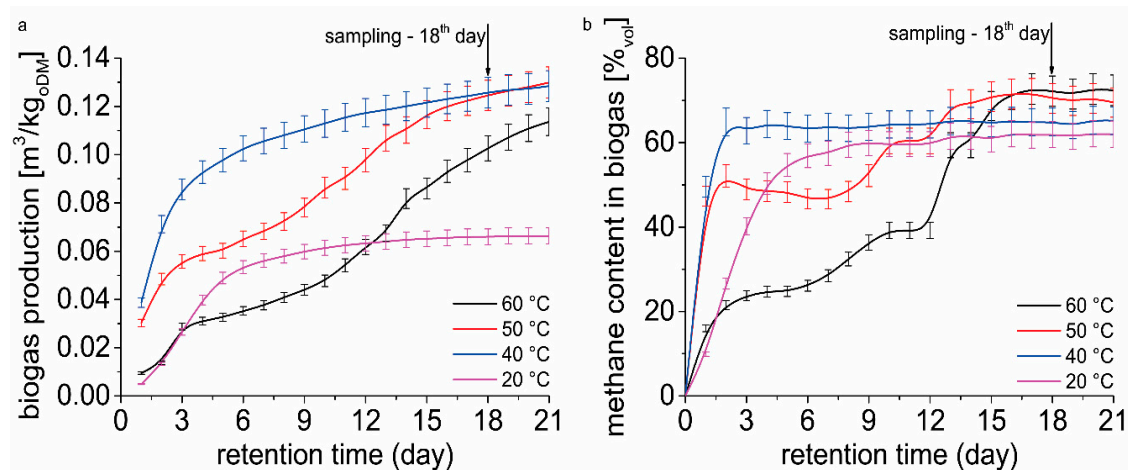 a
sampling - 18th day
biogas production [m³/kgoDM]
0.14
0.12
0.10
0.08
0.06
0.04
0.02
0.00
60 °C
50 °C
40 °C
20 °C
0 3 6 9 12 15 18 21
retention time (day)
b
sampling - 18th day
methane content in biogas [%vol]
80
60
40
20
0
60 °C
50 °C
40 °C
20 °C
0 3 6 9 12 15 18 21
retention time (day)